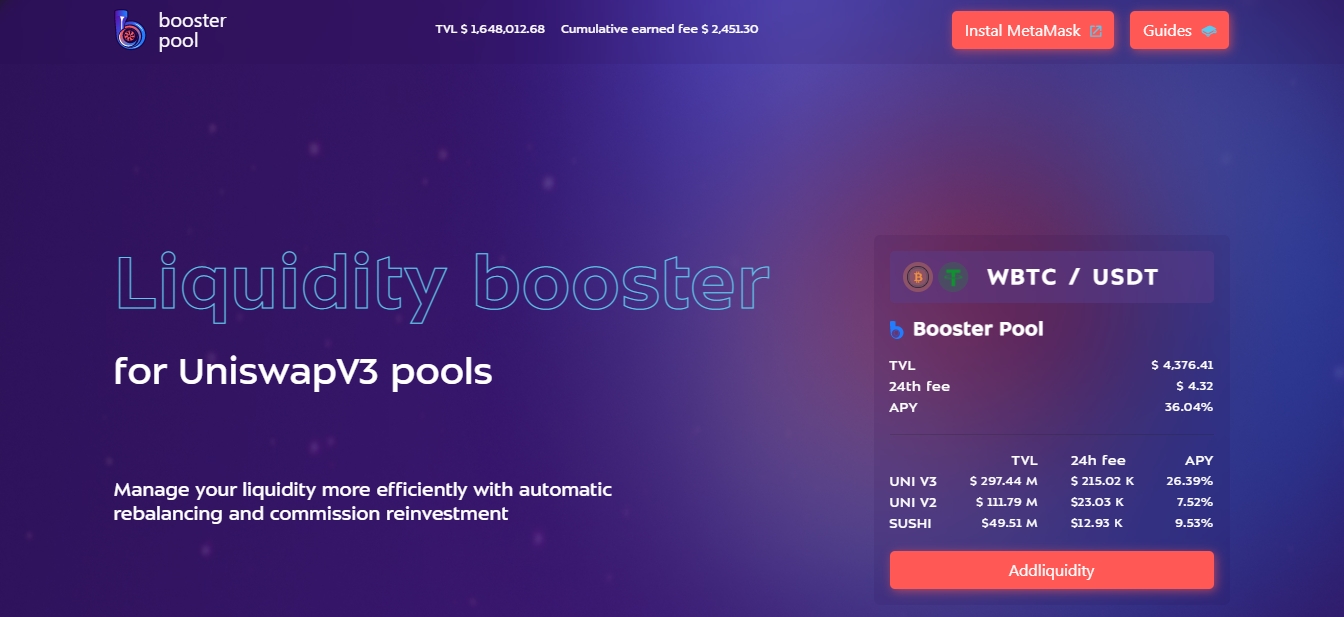 booster
pool
TVL $ 1,648,012.68 Cumulative earned fee $ 2,451.30
Instal MetaMask
Guides
Liquidity booster
for UniswapV3 pools
Manage your liquidity more efficiently with automatic
rebalancing and commission reinvestment
WBTC / USDT
Booster Pool
TVL $ 4,376.41
24th fee $ 4.32
APY 36.04%
TVL 24h fee APY
UNI V3 $ 297.44 M $ 215.02 K 26.39%
UNI V2 $ 111.79 M $23.03 K 7.52%
SUSHI $49.51 M $12.93 K 9.53%
Addliquidity